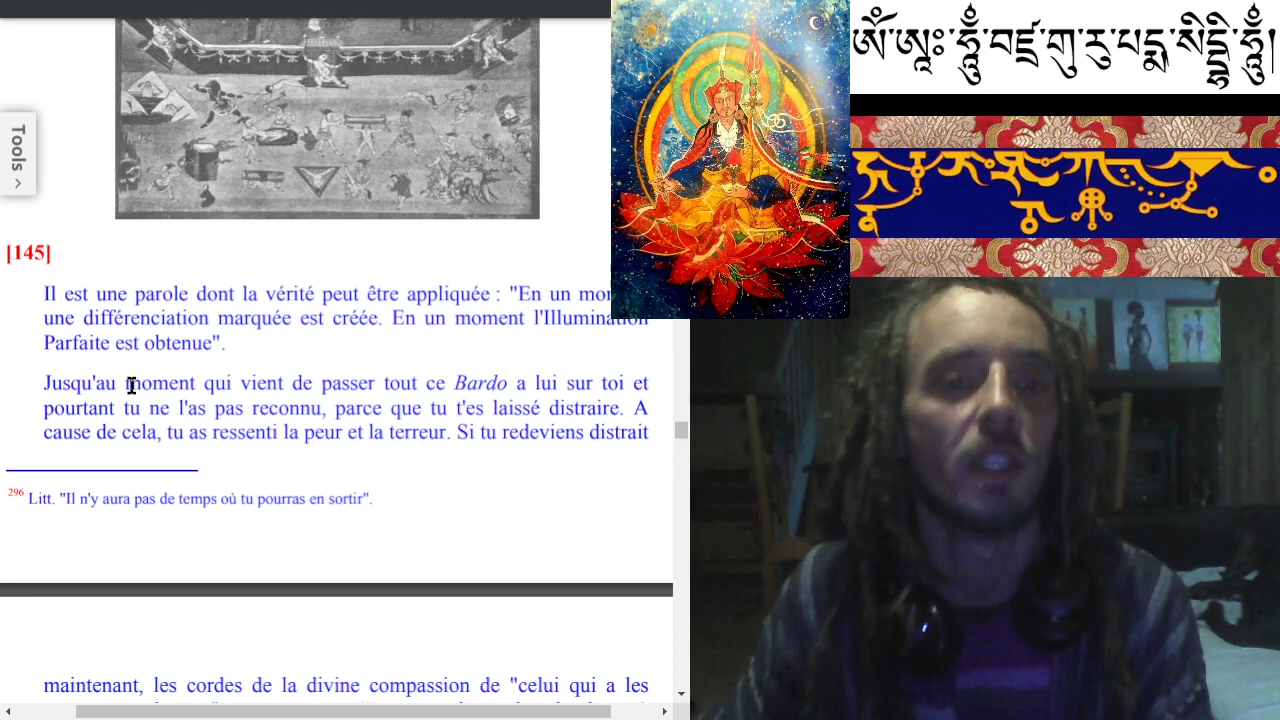 Tools
[145]
Il est une parole dont la vérité peut être appliquée : "En un mo
une différenciation marquée est créée. En un moment l'Illumination
Parfaite est obtenue".
Jusqu'au moment qui vient de passer tout ce Bardo a lui sur toi et
pourtant tu ne l'as pas reconnu, parce que tu t'es laissé distraire. A
cause de cela, tu as ressenti la peur et la terreur. Si tu redeviens distrait
296 Litt. "Il n'y aura pas de temps où tu pourras en sortir".
maintenant, les cordes de la divine compassion de "celui qui a les
ཨོཾ་ཨཱཿ་ཧཱུྃ་བཛྲ་གུ་རུ་པདྨ་སིདྡྷི་ཧཱུྃ།